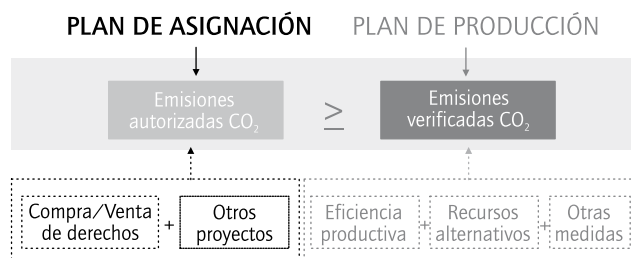 PLAN DE ASIGNACIÓN
PLAN DE PRODUCCIÓN
Emisiones
autorizadas CO₂
≥
Emisiones
verificadas CO₂
Compra/Venta
de derechos
+
Otros
proyectos
Eficiencia
productiva
+
Recursos
alternativos
+
Otras
medidas